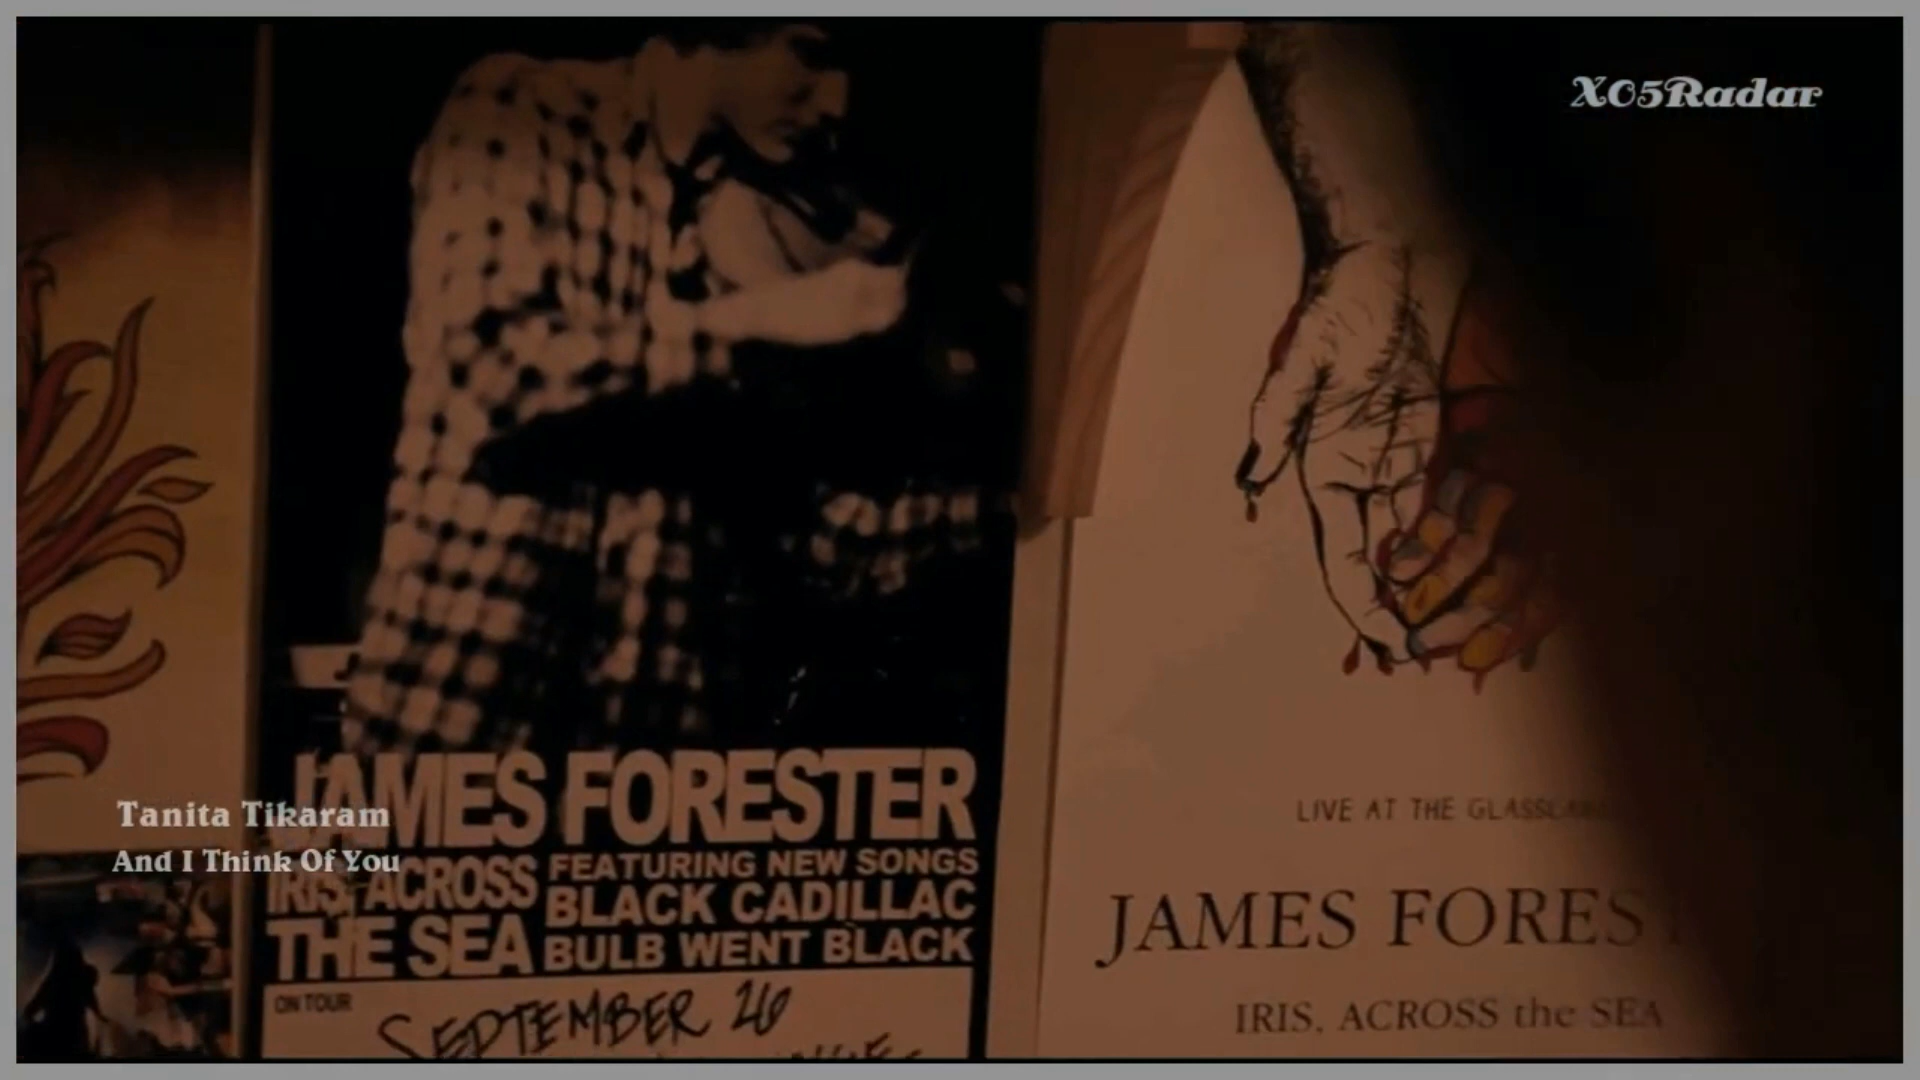 X05Radar
JAMES FORESTER
IRIS, ACROSS
THE SEA
FEATURING NEW SONGS
BLACK CADILLAC
BULB WENT BLACK
ON TOUR
SEPTEMBER 26
LIVE AT THE
JAMES
IRIS, ACROSS the SEA
Tanita Tikaram
And I Think Of You